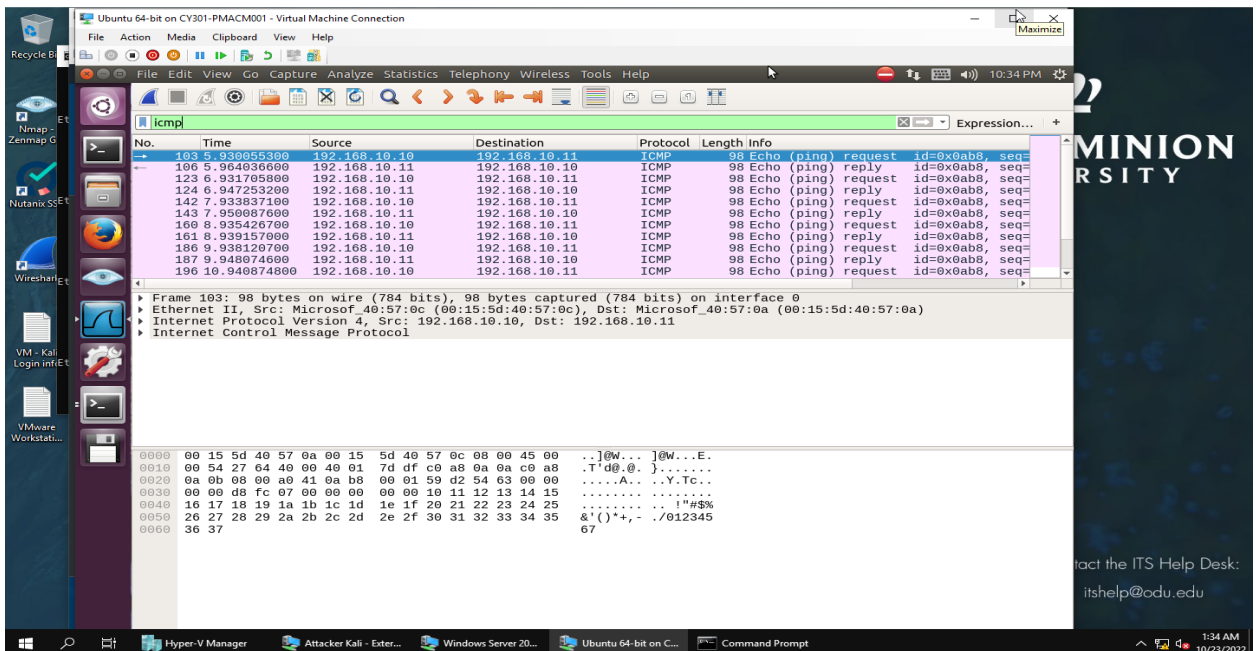 Ubuntu 64-bit on CY301-PMACM001 - Virtual Machine Connection
Maximize
File Action Media Clipboard View Help
Recycle Bi
File Edit View Go Capture Analyze Statistics Telephony Wireless Tools Help
10:34 PM
icmp
Expression... +
Nmap -
Zenmap G
Nutanix SS
Wireshar
VM - Kali
Login inf
VMware
Workstati...
No. Time Source Destination Protocol Length Info
103 5.930055300 192.168.10.10 192.168.10.11 ICMP 98 Echo (ping) request id=0x0ab8, seq=
106 5.964036600 192.168.10.11 192.168.10.10 ICMP 98 Echo (ping) reply id=0x0ab8, seq=
123 6.931705800 192.168.10.10 192.168.10.11 ICMP 98 Echo (ping) request id=0x0ab8, seq=
124 6.947253200 192.168.10.11 192.168.10.10 ICMP 98 Echo (ping) reply id=0x0ab8, seq=
142 7.933837100 192.168.10.10 192.168.10.11 ICMP 98 Echo (ping) request id=0x0ab8, seq=
143 7.950087600 192.168.10.11 192.168.10.10 ICMP 98 Echo (ping) reply id=0x0ab8, seq=
160 8.935426700 192.168.10.10 192.168.10.11 ICMP 98 Echo (ping) request id=0x0ab8, seq=
161 8.939157000 192.168.10.11 192.168.10.10 ICMP 98 Echo (ping) reply id=0x0ab8, seq=
186 9.938120700 192.168.10.10 192.168.10.11 ICMP 98 Echo (ping) request id=0x0ab8, seq=
187 9.948074600 192.168.10.11 192.168.10.10 ICMP 98 Echo (ping) reply id=0x0ab8, seq=
196 10.940874800 192.168.10.10 192.168.10.11 ICMP 98 Echo (ping) request id=0x0ab8, seq=
Frame 103: 98 bytes on wire (784 bits), 98 bytes captured (784 bits) on interface 0
Ethernet II, Src: Microsof_40:57:0c (00:15:5d:40:57:0c), Dst: Microsof_40:57:0a (00:15:5d:40:57:0a)
Internet Protocol Version 4, Src: 192.168.10.10, Dst: 192.168.10.11
Internet Control Message Protocol
0000 00 15 5d 40 57 0a 00 15 5d 40 57 0c 08 00 45 00 ..]@W... ]@W...E.
0010 00 54 27 64 40 00 40 01 7d df c0 a8 0a 0a c0 a8 .T'd@.@. }.......
0020 0a 0b 08 00 a0 41 0a b8 00 01 59 d2 54 63 00 00 .....A.. ..Y.Tc..
0030 00 00 d8 fc 07 00 00 00 00 00 10 11 12 13 14 15 ........ ........
0040 16 17 18 19 1a 1b 1c 1d 1e 1f 20 21 22 23 24 25 ........ .. !"#$%
0050 26 27 28 29 2a 2b 2c 2d 2e 2f 30 31 32 33 34 35 &'()*+,- ./012345
0060 36 37 67
MINION
RSITY
tact the ITS Help Desk:
itshelp@odu.edu
Hyper-V Manager
Attacker Kali - Exter...
Windows Server 20...
Ubuntu 64-bit on C...
Command Prompt
1:34 AM
10/23/2022